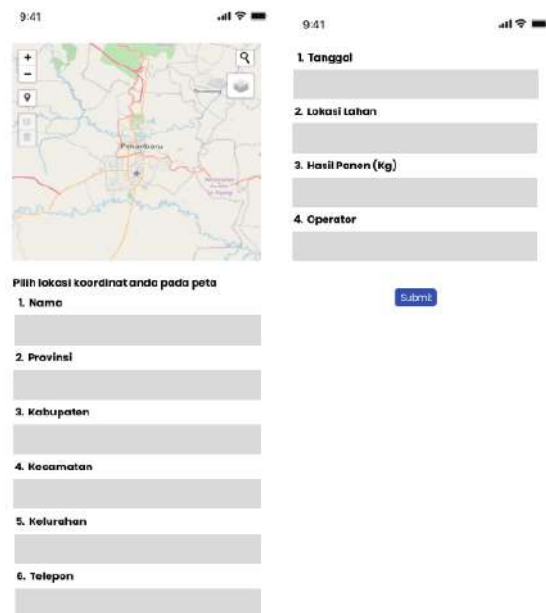 9:41
Pekanbaru
Pilih lokasi koordinat anda pada peta
1. Nama
2. Provinsi
3. Kabupaten
4. Kecamatan
5. Kelurahan
6. Telepon
9:41
1. Tanggal
2. Lokasi Lahan
3. Hasil Panen (Kg)
4. Operator
Submit